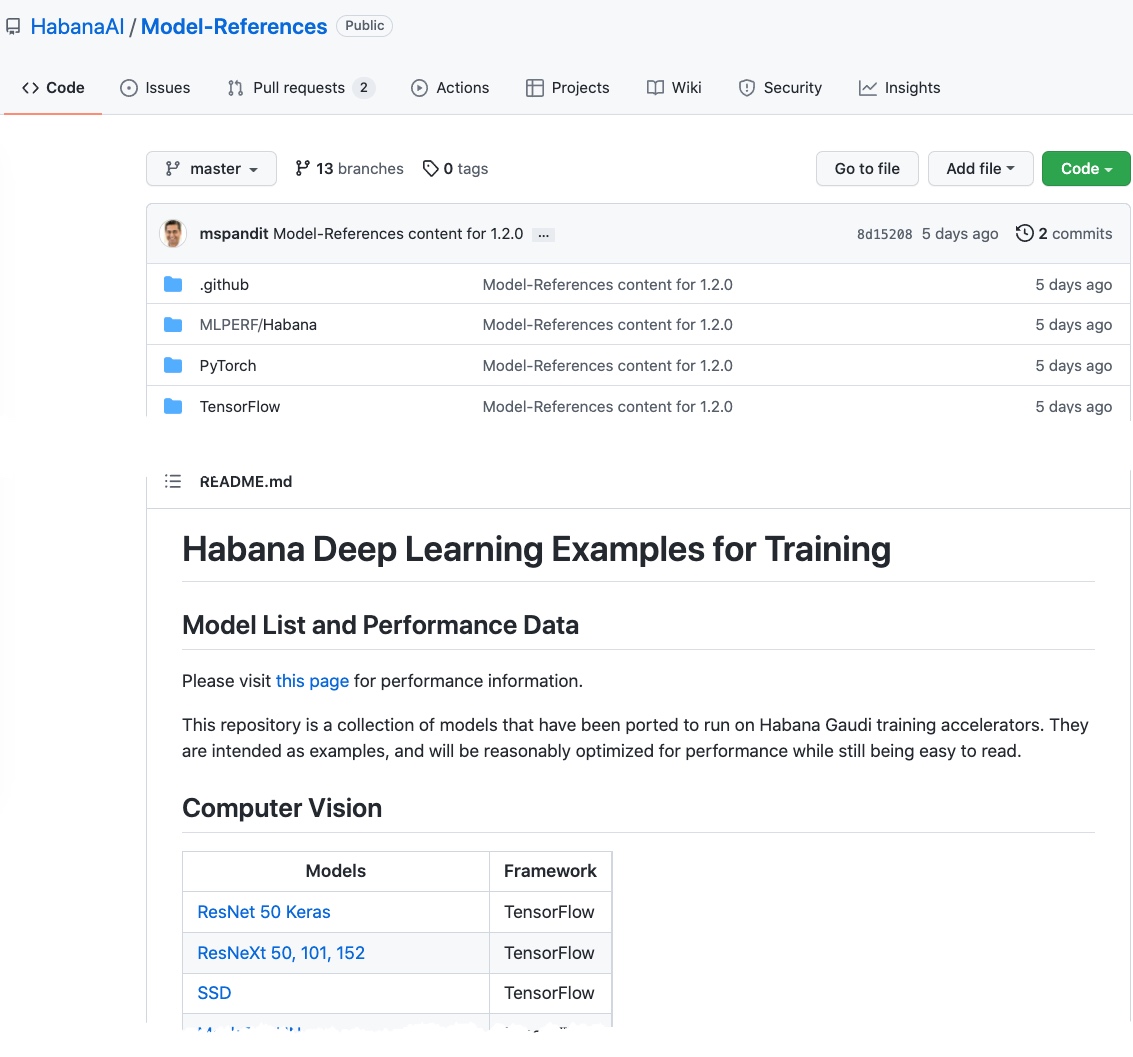 HabanaAI / Model-References Public
Code Issues Pull requests 2 Actions Projects Wiki Security Insights
master 13 branches 0 tags Go to file Add file Code
mspandit Model-References content for 1.2.0 ... 8d15208 5 days ago 2 commits
.github Model-References content for 1.2.0 5 days ago
MLPERF/Habana Model-References content for 1.2.0 5 days ago
PyTorch Model-References content for 1.2.0 5 days ago
TensorFlow Model-References content for 1.2.0 5 days ago
README.md
Habana Deep Learning Examples for Training
Model List and Performance Data
Please visit this page for performance information.
This repository is a collection of models that have been ported to run on Habana Gaudi training accelerators. They
are intended as examples, and will be reasonably optimized for performance while still being easy to read.
Computer Vision
Models Framework
ResNet 50 Keras TensorFlow
ResNeXt 50, 101, 152 TensorFlow
SSD TensorFlow